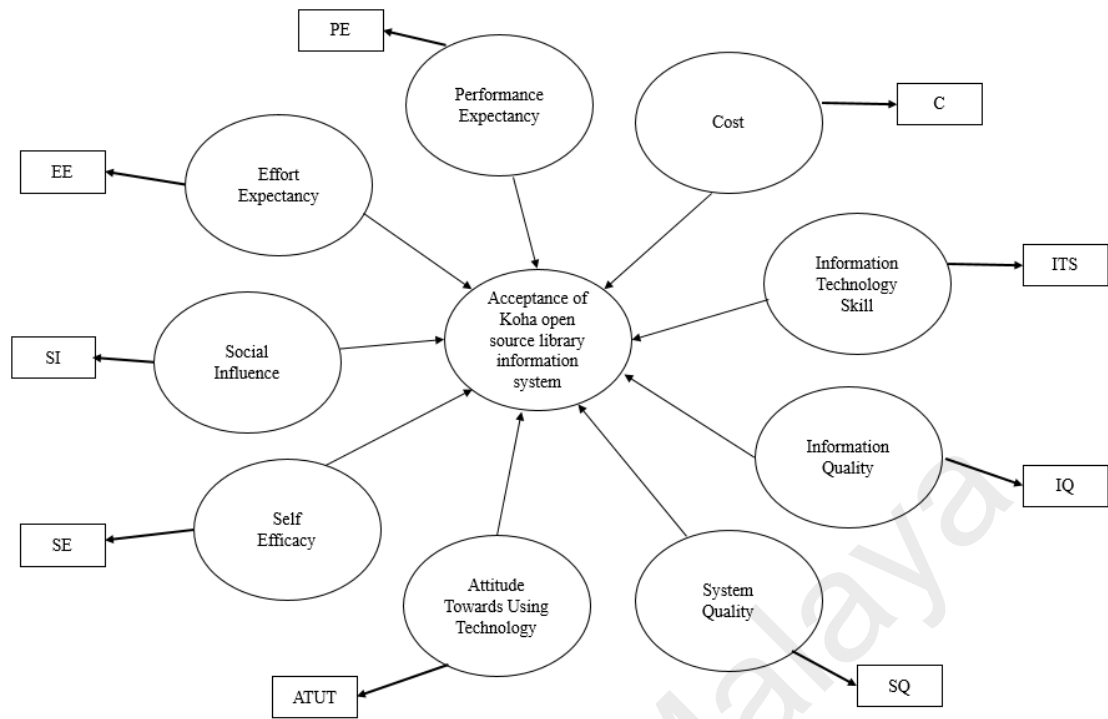 PE
Performance
Expectancy
Cost
C
EE
Effort
Expectancy
Information
Technology
Skill
ITS
Acceptance of
Koha open
source library
information
system
SI
Social
Influence
Information
Quality
IQ
SE
Self
Efficacy
Attitude
Towards Using
Technology
System
Quality
ATUT
SQ
Malaya